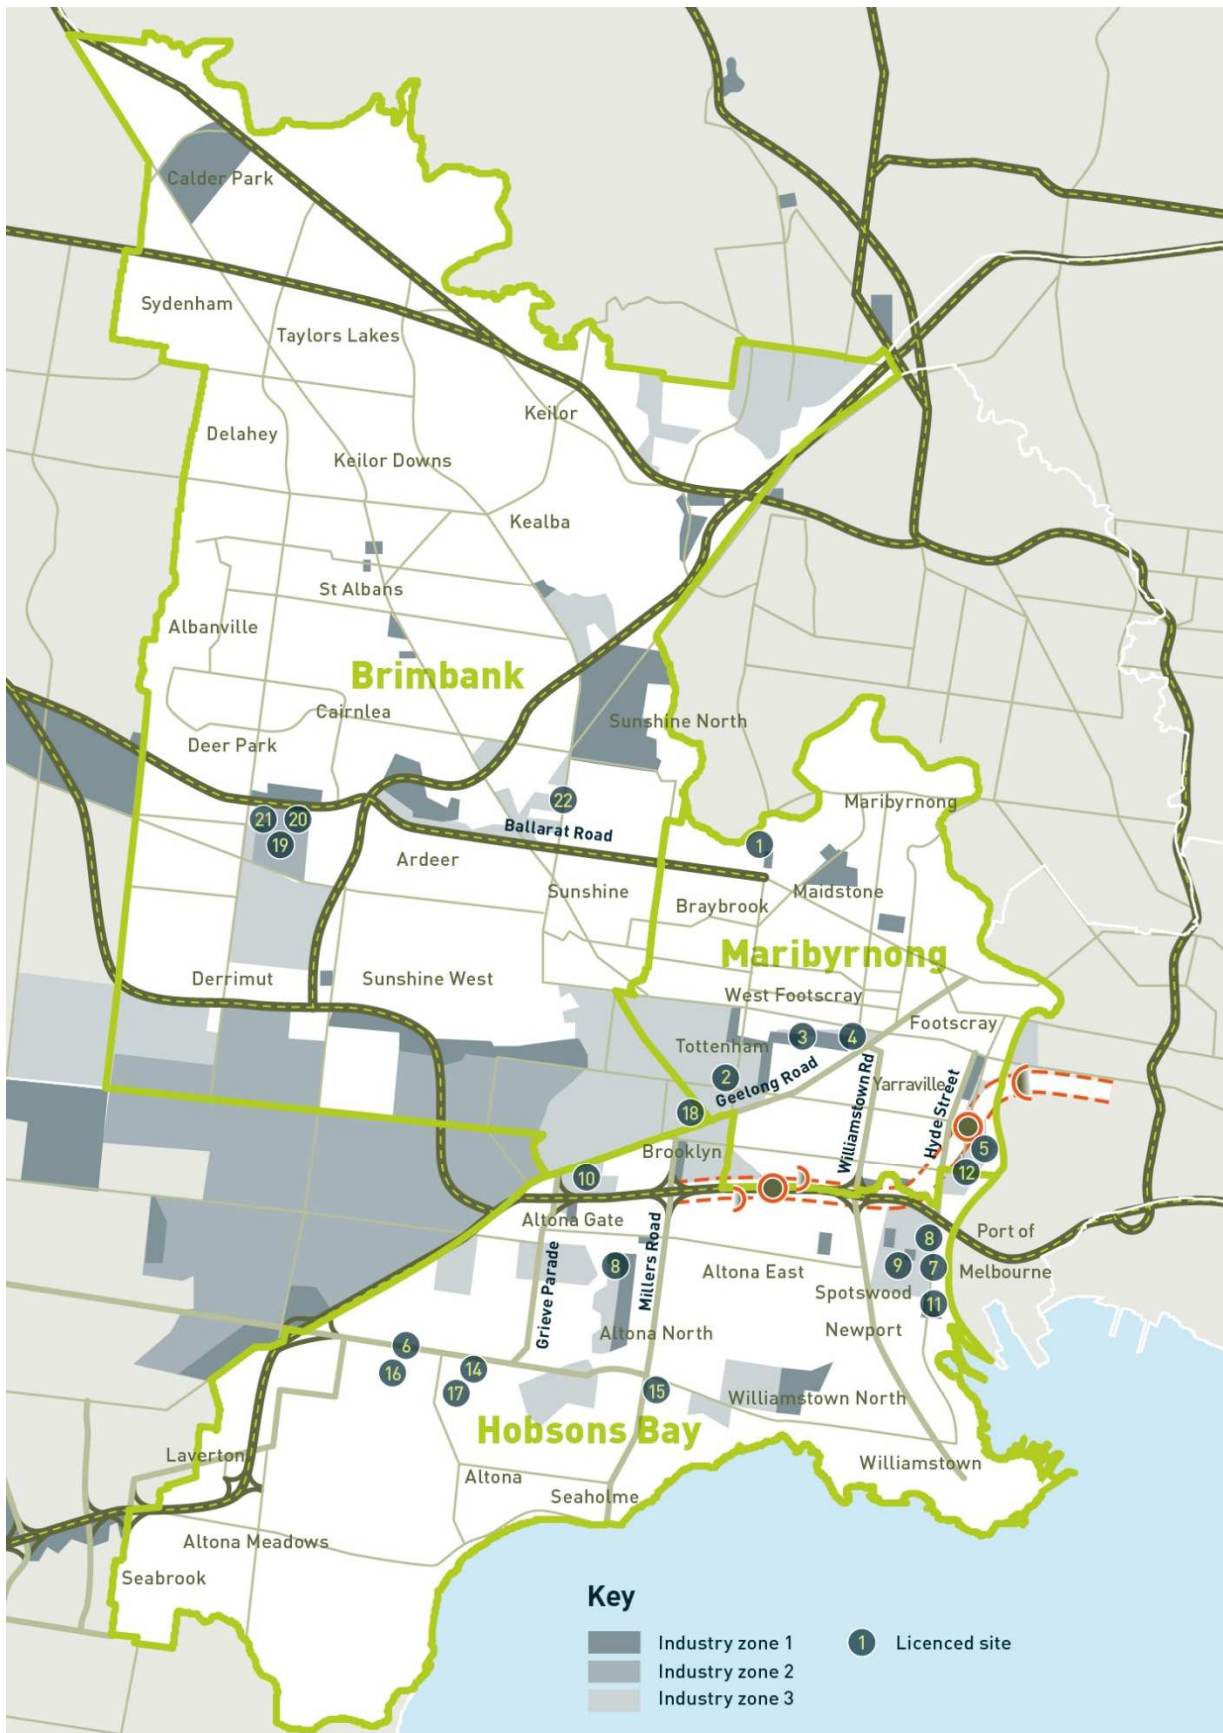 Calder Park
Sydenham
Taylors Lakes
Keilor
Delahey
Keilor Downs
Kealba
St Albans
Albanville
Brimbank
Cairnlea
Sunshine North
Deer Park
Maribyrnong
22
21
20
Ballarat Road
1
19
Ardeer
Sunshine
Maidstone
Braybrook
Maribyrnong
Derrimut
Sunshine West
West Footscray
Footscray
3
4
Tottenham
2
Geelong Road
Williamstown Rd
Yarraville
Hyde Street
18
5
Brooklyn
12
10
Altona Gate
Port of
Melbourne
8
Grieve Parade
8
Millers Road
Altona East
9
7
Spotswood
11
Altona North
Newport
6
16
14
17
15
Williamstown North
Hobsons Bay
Laverton
Altona
Williamstown
Seaholme
Altona Meadows
Seabrook
Key
Industry zone 1
1
Licenced site
Industry zone 2
Industry zone 3